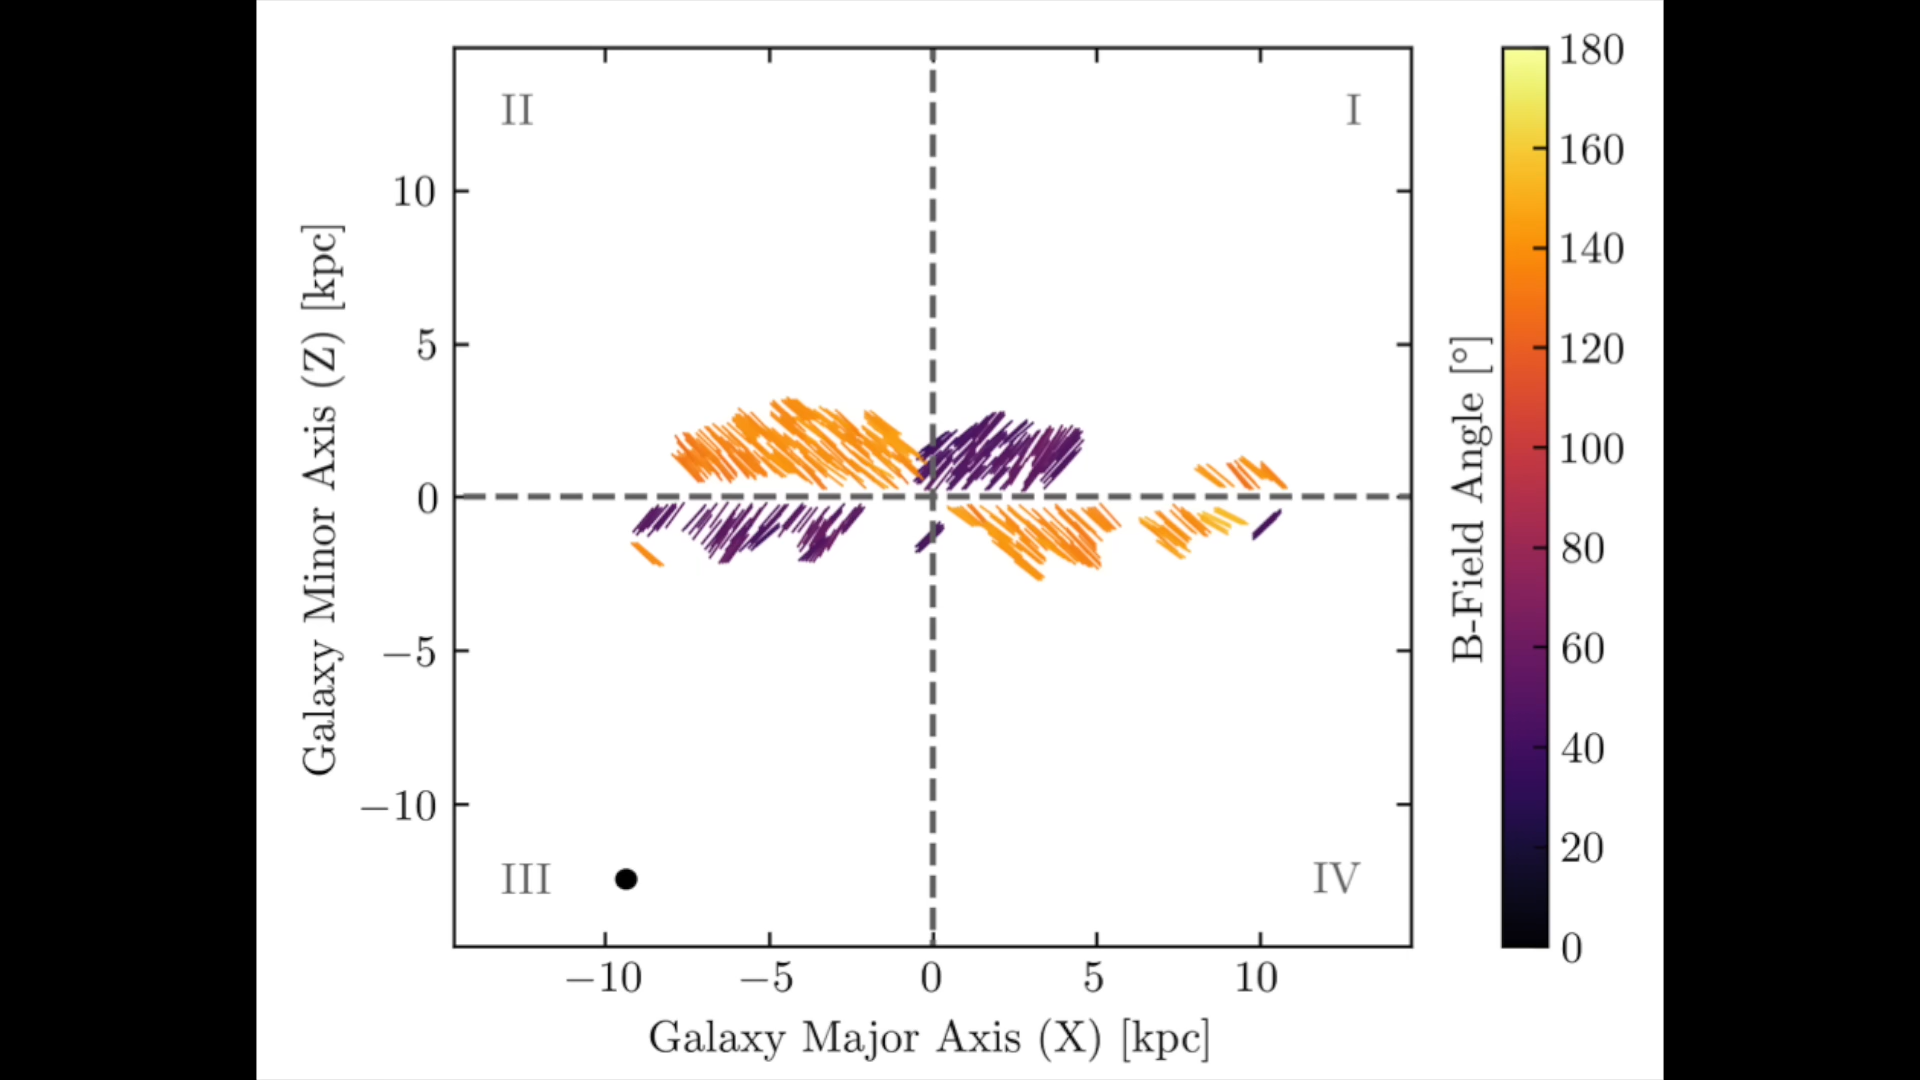 II
I
10
5
0
−5
−10
Galaxy Minor Axis (Z) [kpc]
III
IV
−10
−5
0
5
10
Galaxy Major Axis (X) [kpc]
180
160
140
120
100
80
60
40
20
0
B-Field Angle [°]